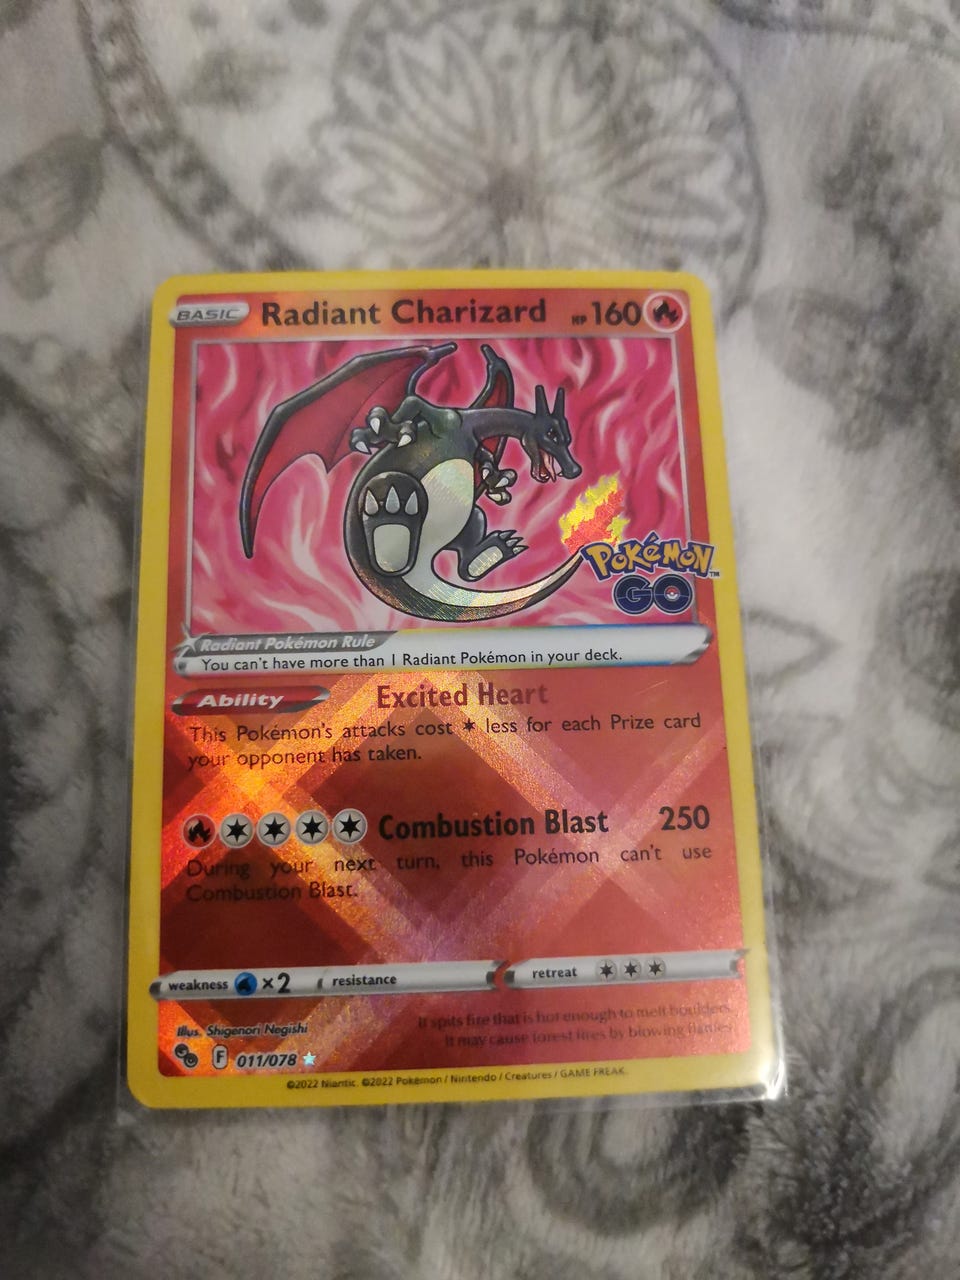 BASIC Radiant Charizard HP 160
Pokémon GO™
Radiant Pokémon Rule
You can't have more than 1 Radiant Pokémon in your deck.
Ability Excited Heart
This Pokémon's attacks cost less for each Prize card
your opponent has taken.
Combustion Blast 250
During your next turn, this Pokémon can't use
Combustion Blast.
weakness ×2 resistance retreat
It spits fire that is hot enough to melt boulders.
It may cause forest fires by blowing flames.
Illus. Shigenori Negishi
F 011/078
©2022 Niantic. ©2022 Pokémon / Nintendo / Creatures / GAME FREAK.